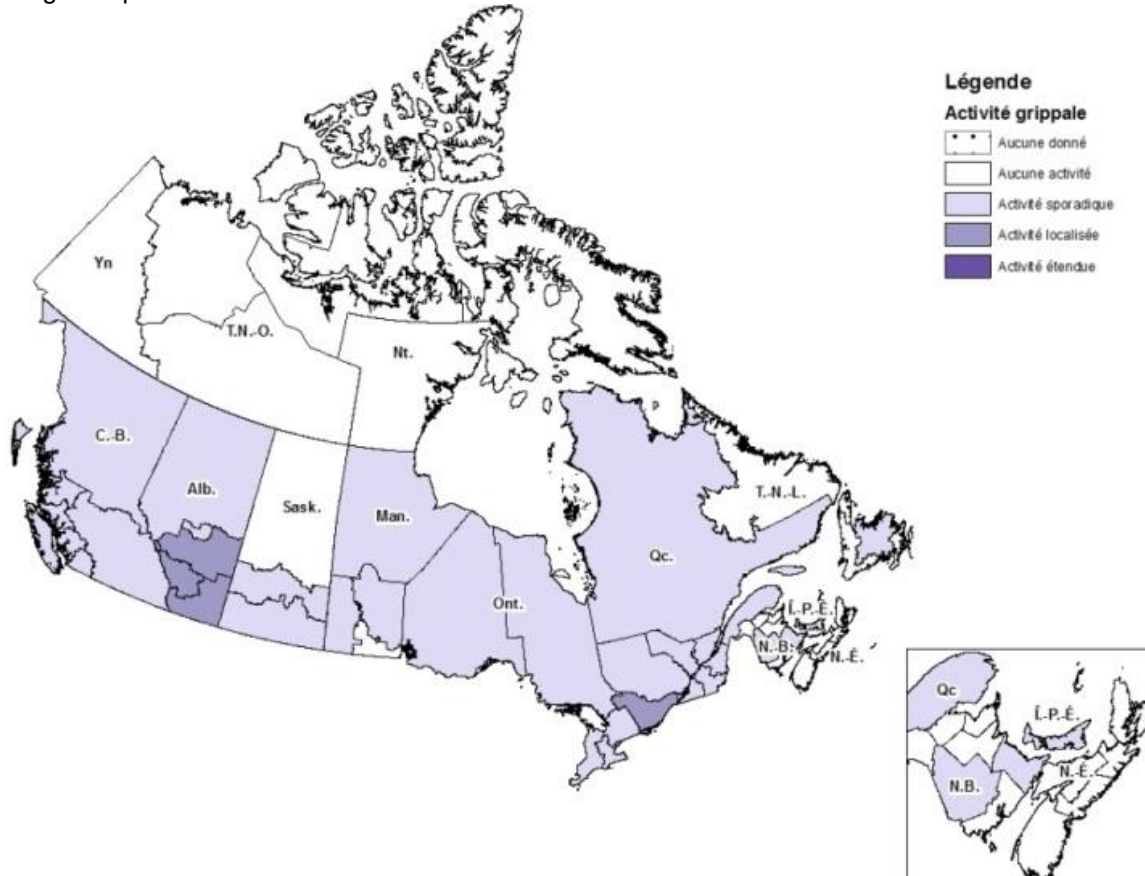 Légende
Activité grippale
Aucune donné
Aucune activité
Activité sporadique
Activité localisée
Activité étendue
Yn
T.N.-O.
Nt.
C.-B.
Alb.
Sask.
Man.
Ont.
Qc.
T.-N.-L.
Î.-P.-É.
N.-B.
N.-É.
Qc
Î.-P.-É.
N.-É.
N.B.